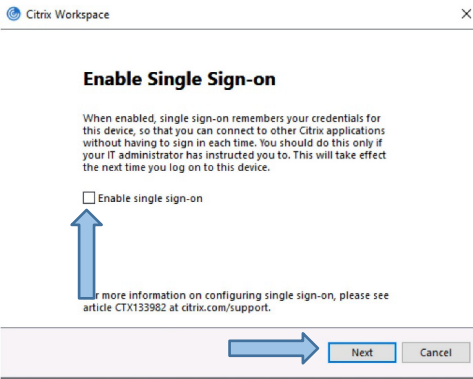 Citrix Workspace
Enable Single Sign-on
When enabled, single sign-on remembers your credentials for
this device, so that you can connect to other Citrix applications
without having to sign in each time. You should do this only if
your IT administrator has instructed you to. This will take effect
the next time you log on to this device.
Enable single sign-on
more information on configuring single sign-on, please see
article CTX133982 at citrix.com/support.
Next
Cancel